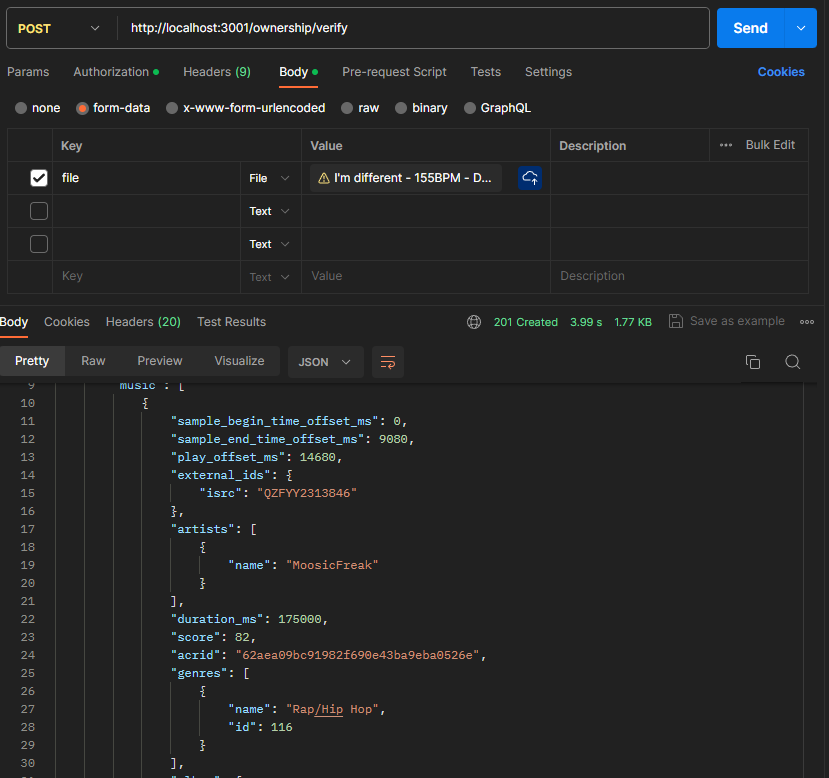 POST http://localhost:3001/ownership/verify Send
Params Authorization Headers (9) Body Pre-request Script Tests Settings Cookies
none form-data x-www-form-urlencoded raw binary GraphQL
Key Value Description ••• Bulk Edit
file File I'm different - 155BPM - D...
Text
Text
Key Text Value Description
Body Cookies Headers (20) Test Results 201 Created 3.99 s 1.77 KB Save as example
Pretty Raw Preview Visualize JSON
9 music : [
10 {
11 "sample_begin_time_offset_ms": 0,
12 "sample_end_time_offset_ms": 9080,
13 "play_offset_ms": 14680,
14 "external_ids": {
15 "isrc": "QZFYY2313846"
16 },
17 "artists": [
18 {
19 "name": "MoosicFreak"
20 }
21 ],
22 "duration_ms": 175000,
23 "score": 82,
24 "acrid": "62aea09bc91982f690e43ba9eba0526e",
25 "genres": [
26 {
27 "name": "Rap/Hip Hop",
28 "id": 116
29 }
30 ],